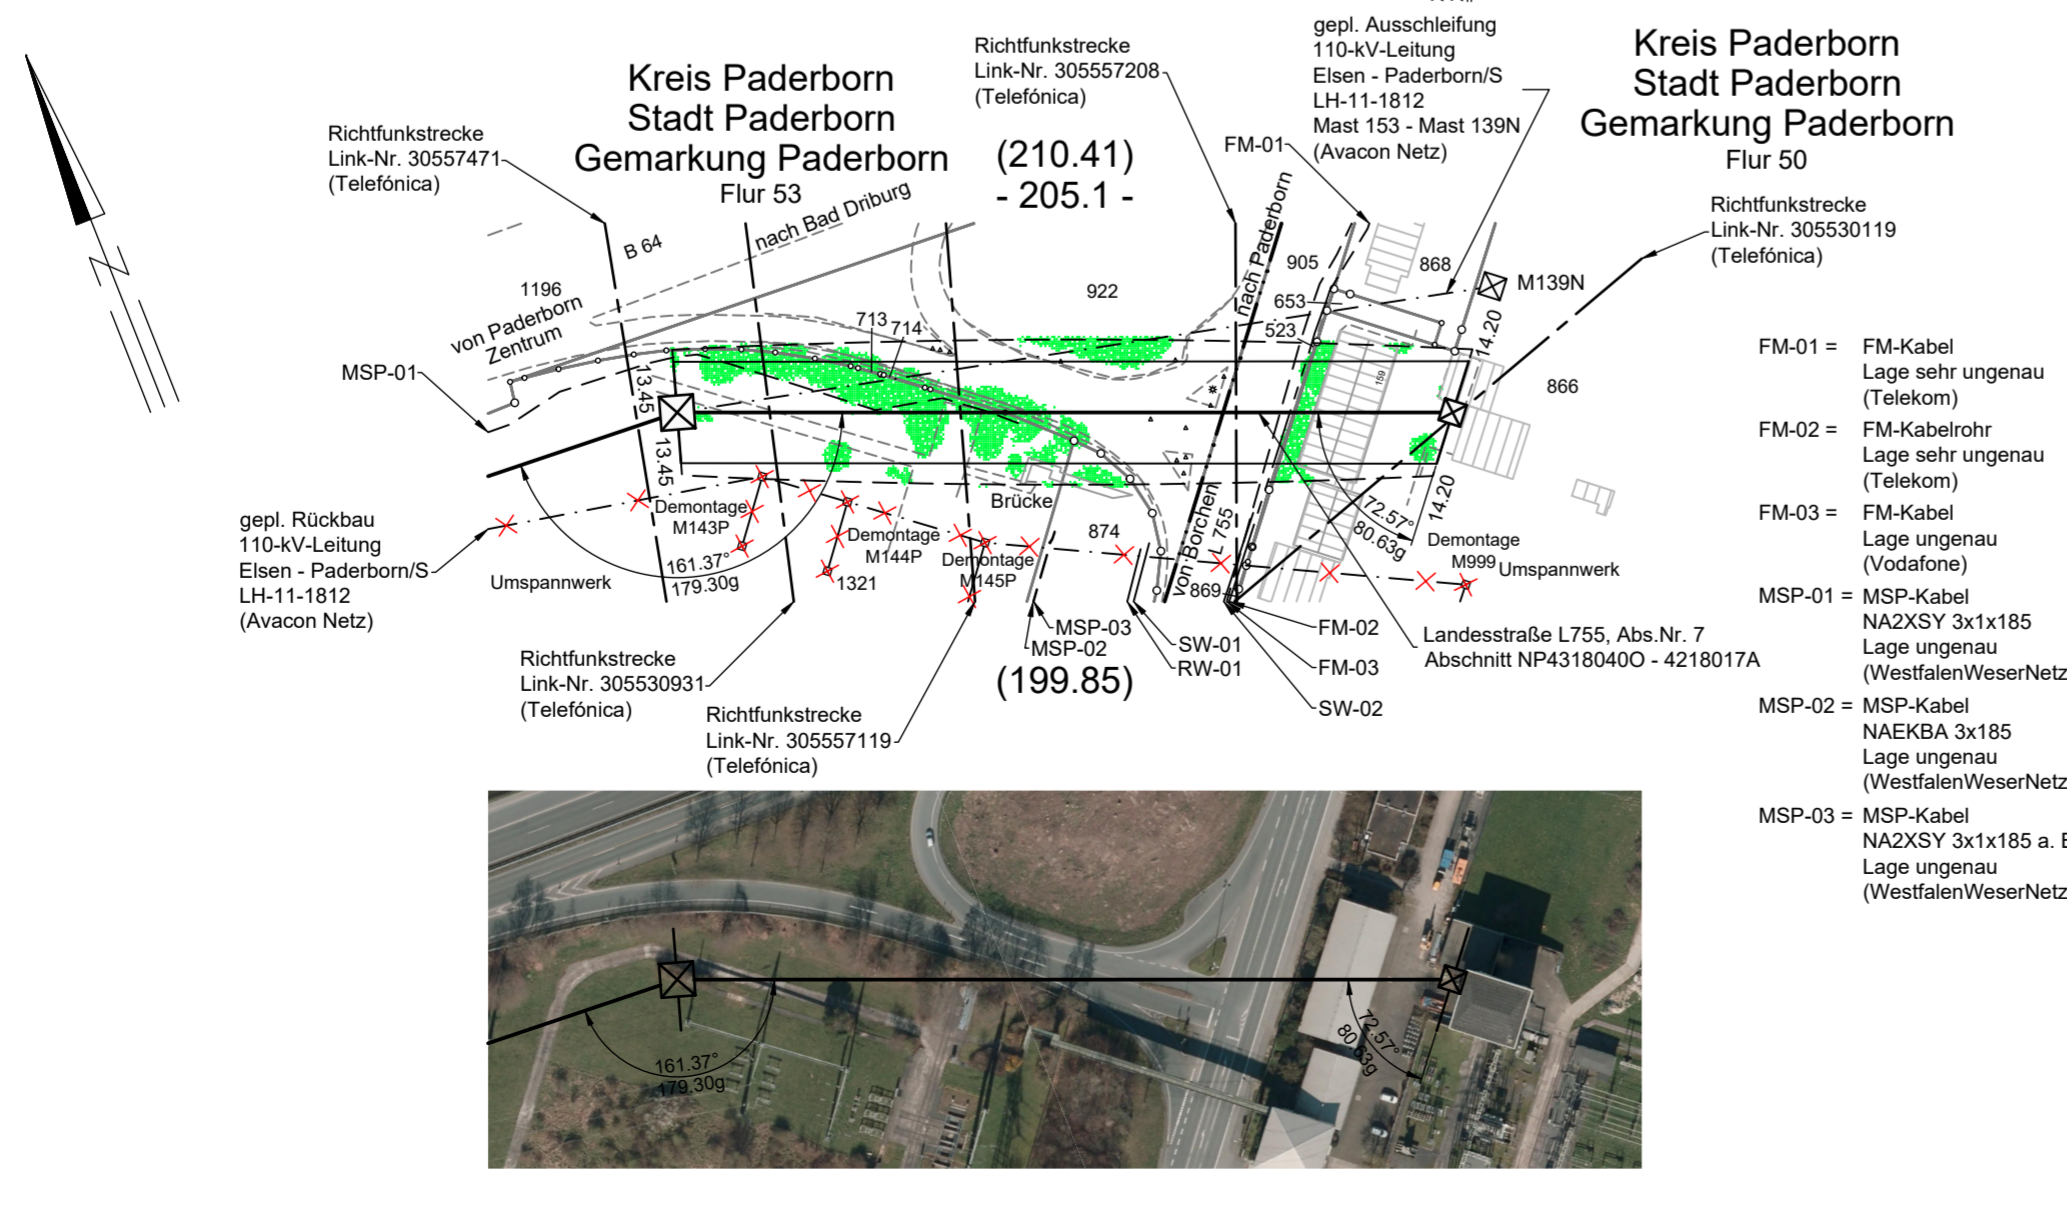 Richtfunkstrecke
Link-Nr. 30557471
(Telefónica)
Kreis Paderborn
Stadt Paderborn
Gemarkung Paderborn
Flur 53
Richtfunkstrecke
Link-Nr. 305557208
(Telefónica)
(210.41)
- 205.1 -
gepl. Ausschleifung
110-kV-Leitung
Elsen - Paderborn/S
LH-11-1812
Mast 153 - Mast 139N
(Avacon Netz)
FM-01
Kreis Paderborn
Stadt Paderborn
Gemarkung Paderborn
Flur 50
Richtfunkstrecke
Link-Nr. 305530119
(Telefónica)
B 64
nach Bad Driburg
1196
von Paderborn
Zentrum
713
714
922
nach Paderborn
905
868
653
523
M139N
14.20
866
159
MSP-01
13.45
13.45
14.20
72.57°
80.63g
gepl. Rückbau
110-kV-Leitung
Elsen - Paderborn/S
LH-11-1812
(Avacon Netz)
Demontage
M143P
Demontage
M144P
Demontage
M145P
Demontage
M999
Umspannwerk
Umspannwerk
161.37°
179.30g
1321
Brücke
874
von Borchen
L 755
869
MSP-03
MSP-02
(199.85)
SW-01
RW-01
FM-02
FM-03
SW-02
Landesstraße L755, Abs.Nr. 7
Abschnitt NP4318040O - 4218017A
Richtfunkstrecke
Link-Nr. 305530931
(Telefónica)
Richtfunkstrecke
Link-Nr. 305557119
(Telefónica)
FM-01 = FM-Kabel
Lage sehr ungenau
(Telekom)
FM-02 = FM-Kabelrohr
Lage sehr ungenau
(Telekom)
FM-03 = FM-Kabel
Lage ungenau
(Vodafone)
MSP-01 = MSP-Kabel
NA2XSY 3x1x185
Lage ungenau
(WestfalenWeserNetz
MSP-02 = MSP-Kabel
NAEKBA 3x185
Lage ungenau
(WestfalenWeserNetz
MSP-03 = MSP-Kabel
NA2XSY 3x1x185 a.
Lage ungenau
(WestfalenWeserNetz
161.37°
179.30g
72.57°
80.63g